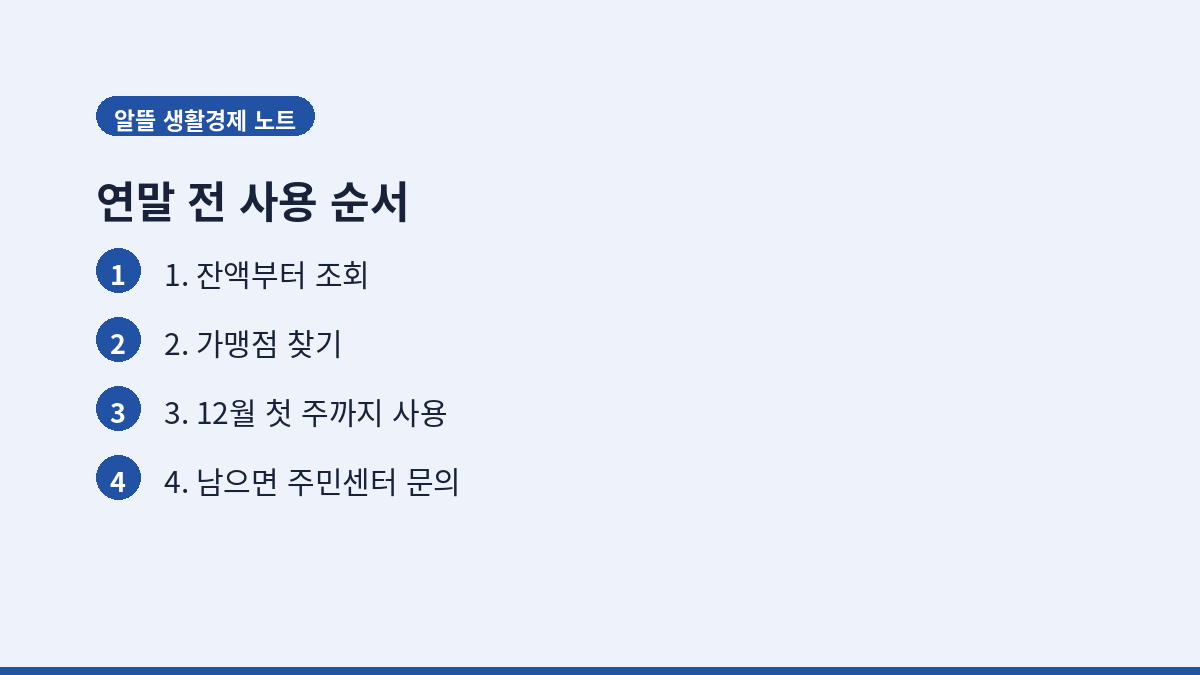 알뜰 생활경제 노트
연말 전 사용 순서
1 1. 잔액부터 조회
2 2. 가맹점 찾기
3 3. 12월 첫 주까지 사용
4 4. 남으면 주민센터 문의